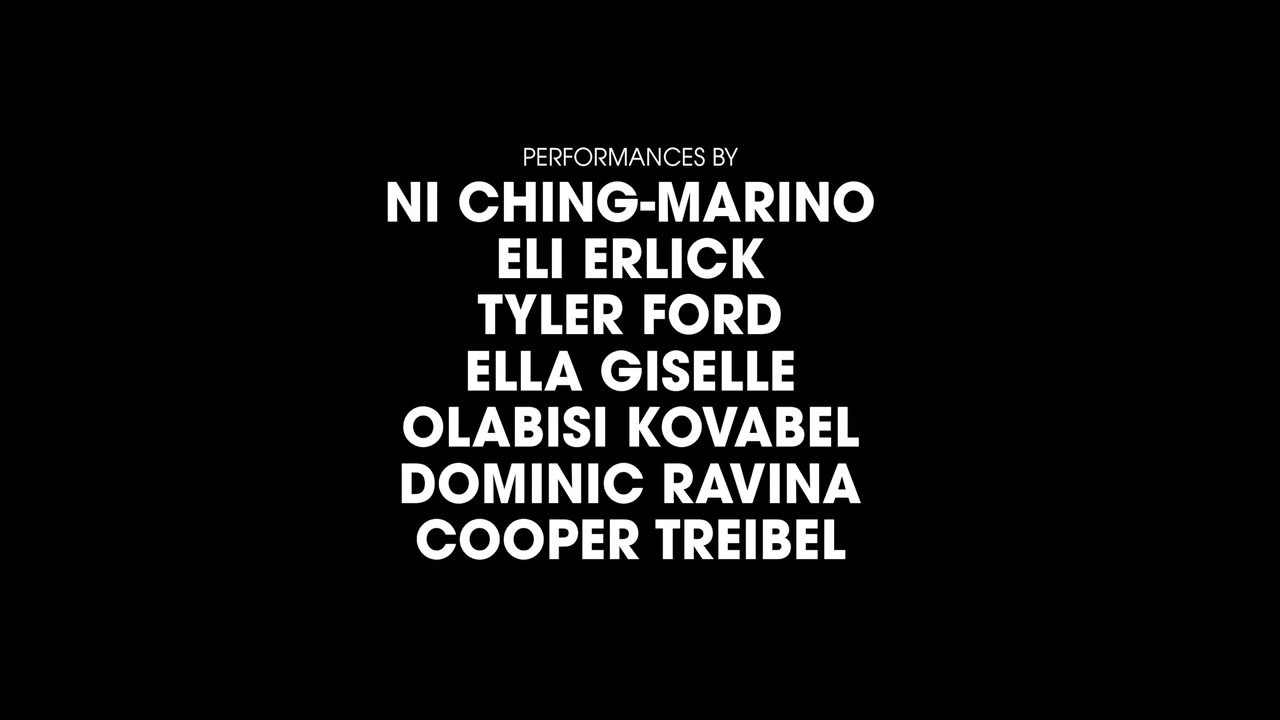 PERFORMANCES BY
NI CHING-MARINO
ELI ERLICK
TYLER FORD
ELLA GISELLE
OLABISI KOVABEL
DOMINIC RAVINA
COOPER TREIBEL